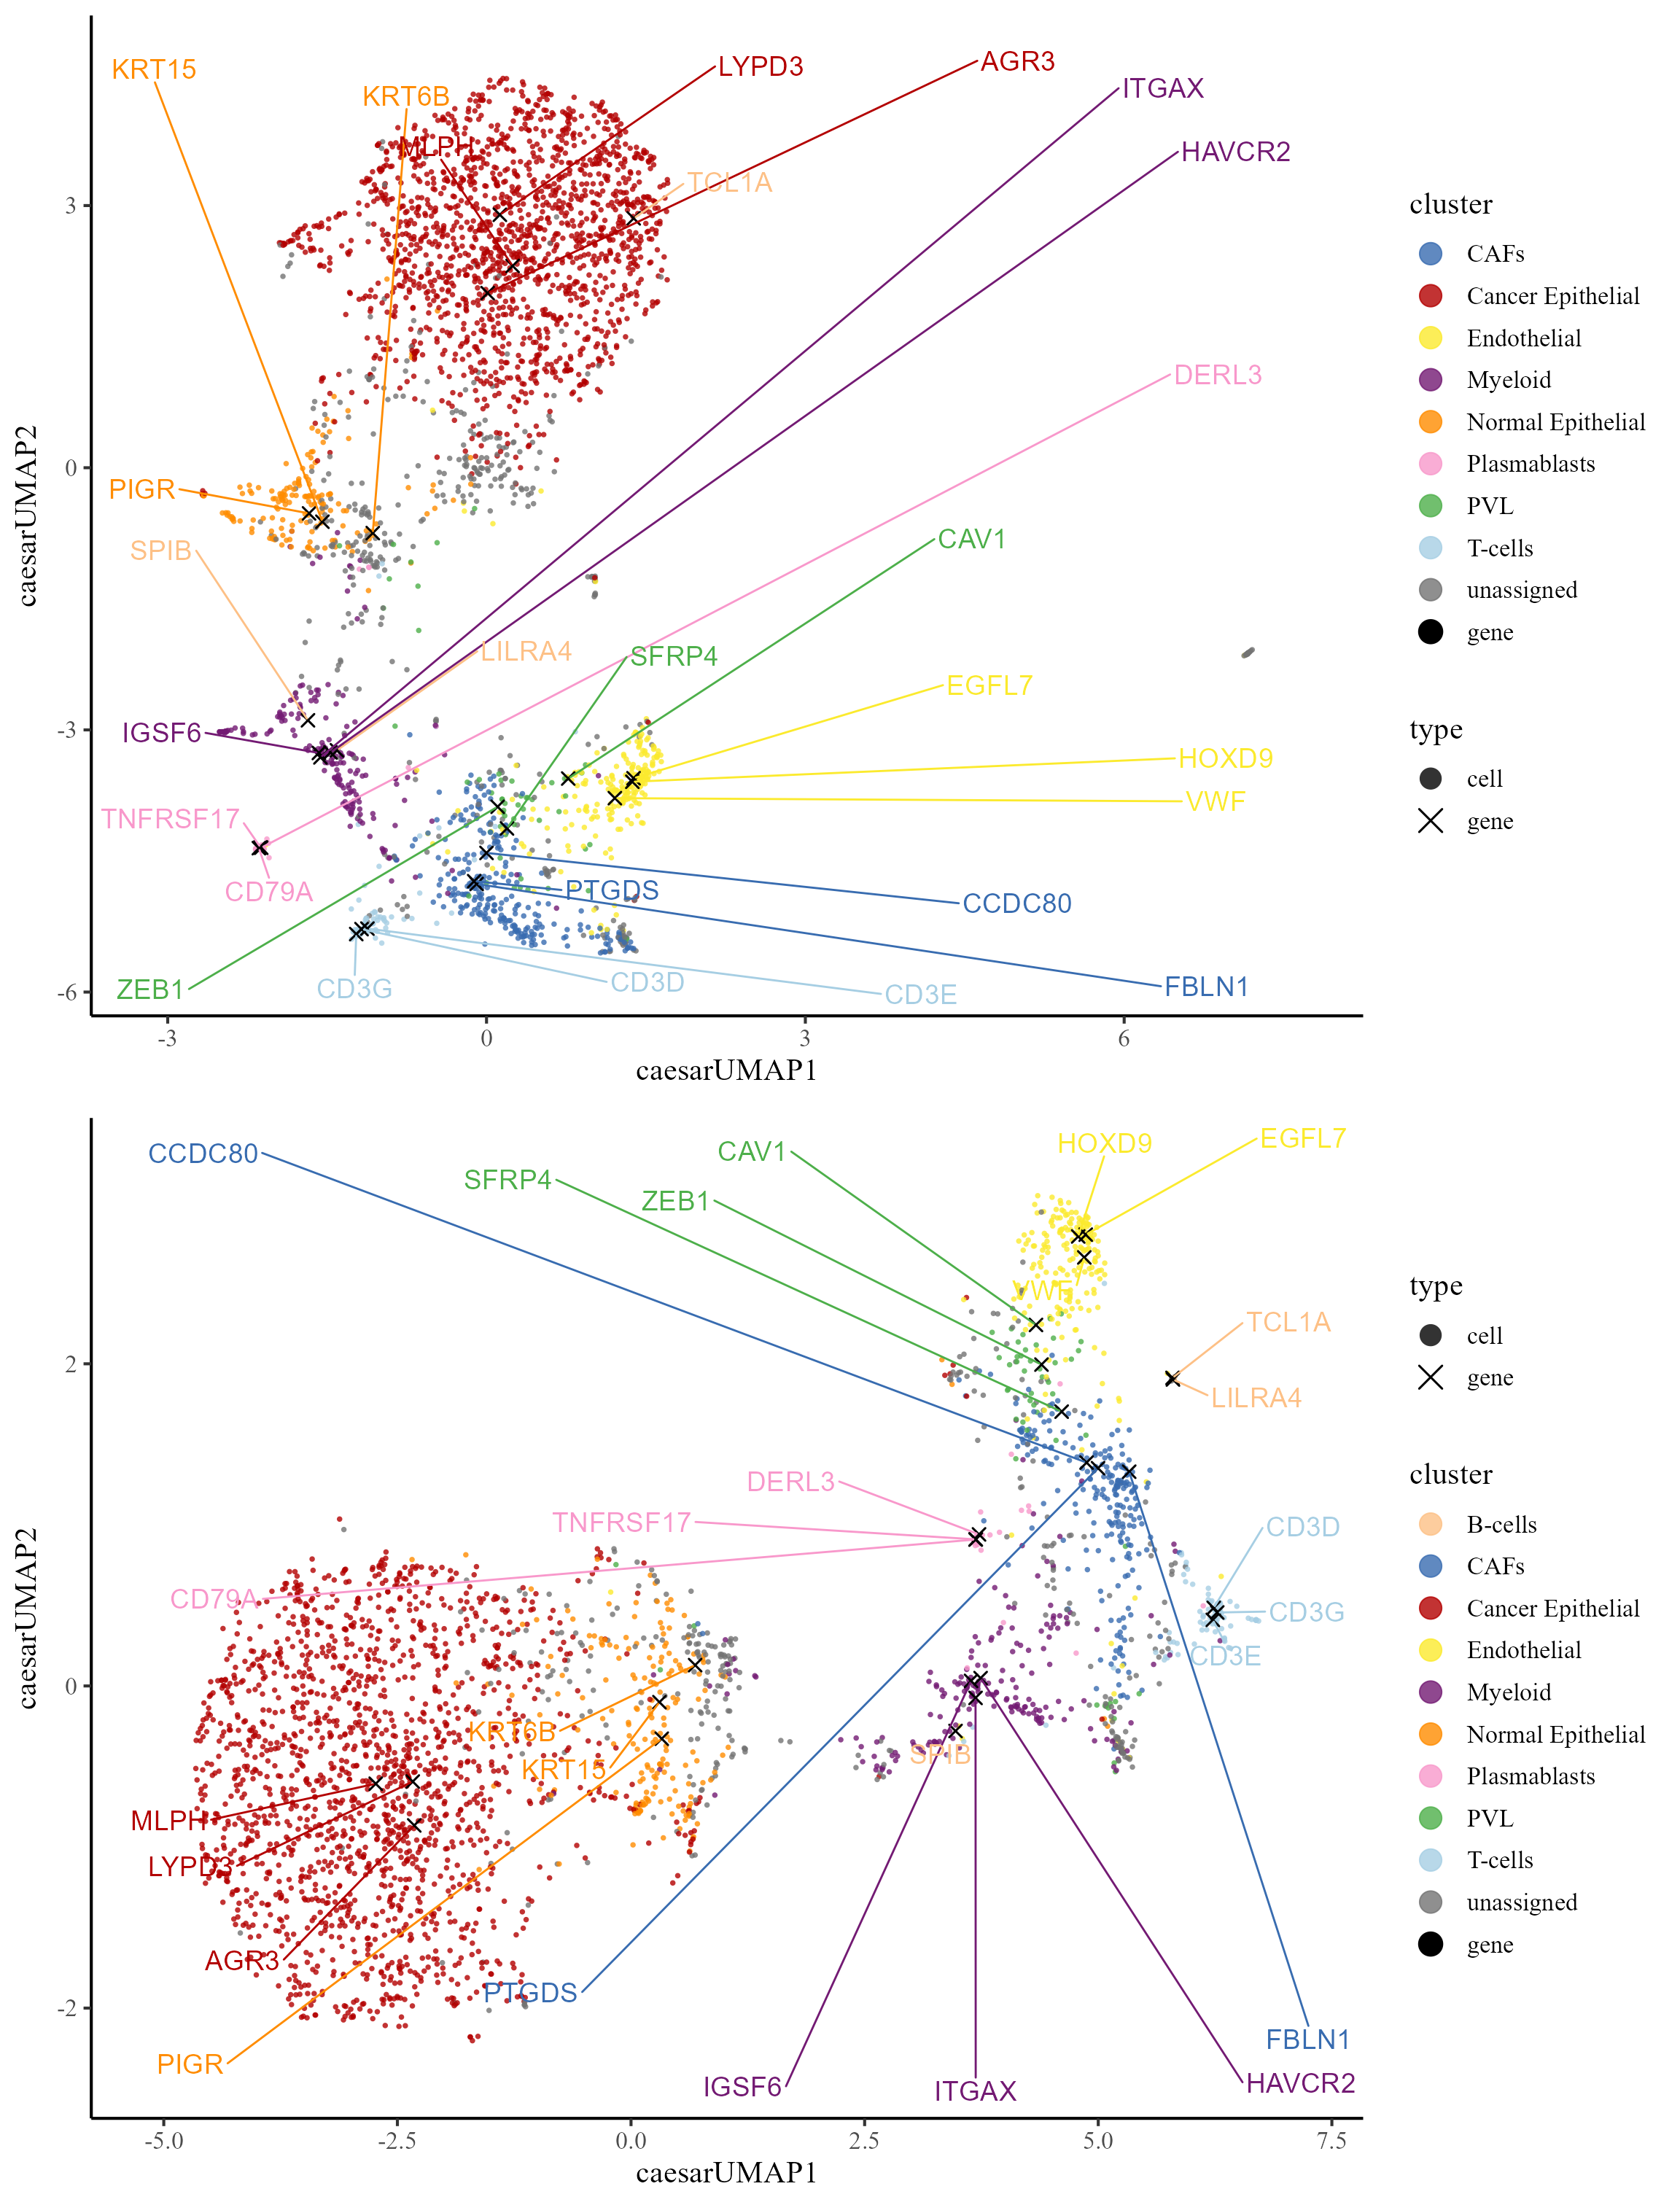 KRT15
LYPD3
AGR3
ITGAX
KRT6B
MLPH
HAVCR2
TCL1A
3
cluster
CAFs
Cancer Epithelial
Endothelial
Myeloid
Normal Epithelial
Plasmablasts
PVL
T-cells
unassigned
gene
DERL3
0
PIGR
SPIB
CAV1
caesarUMAP2
LILRA4
SFRP4
EGFL7
-3
IGSF6
HOXD9
VWF
type
cell
gene
TNFRSF17
CD79A
PTGDS
CCDC80
ZEB1
CD3G
CD3D
CD3E
FBLN1
-6
-3
0
3
6
caesarUMAP1
CCDC80
SFRP4
CAV1
ZEB1
HOXD9
EGFL7
VWF
TCL1A
LILRA4
2
type
cell
gene
DERL3
TNFRSF17
CD79A
CD3D
CD3G
CD3E
caesarUMAP2
0
cluster
B-cells
CAFs
Cancer Epithelial
Endothelial
Myeloid
Normal Epithelial
Plasmablasts
PVL
T-cells
unassigned
gene
KRT6B
KRT15
SPIB
MLPH
LYPD3
AGR3
PTGDS
-2
PIGR
IGSF6
ITGAX
FBLN1
HAVCR2
-5.0
-2.5
0.0
2.5
5.0
7.5
caesarUMAP1